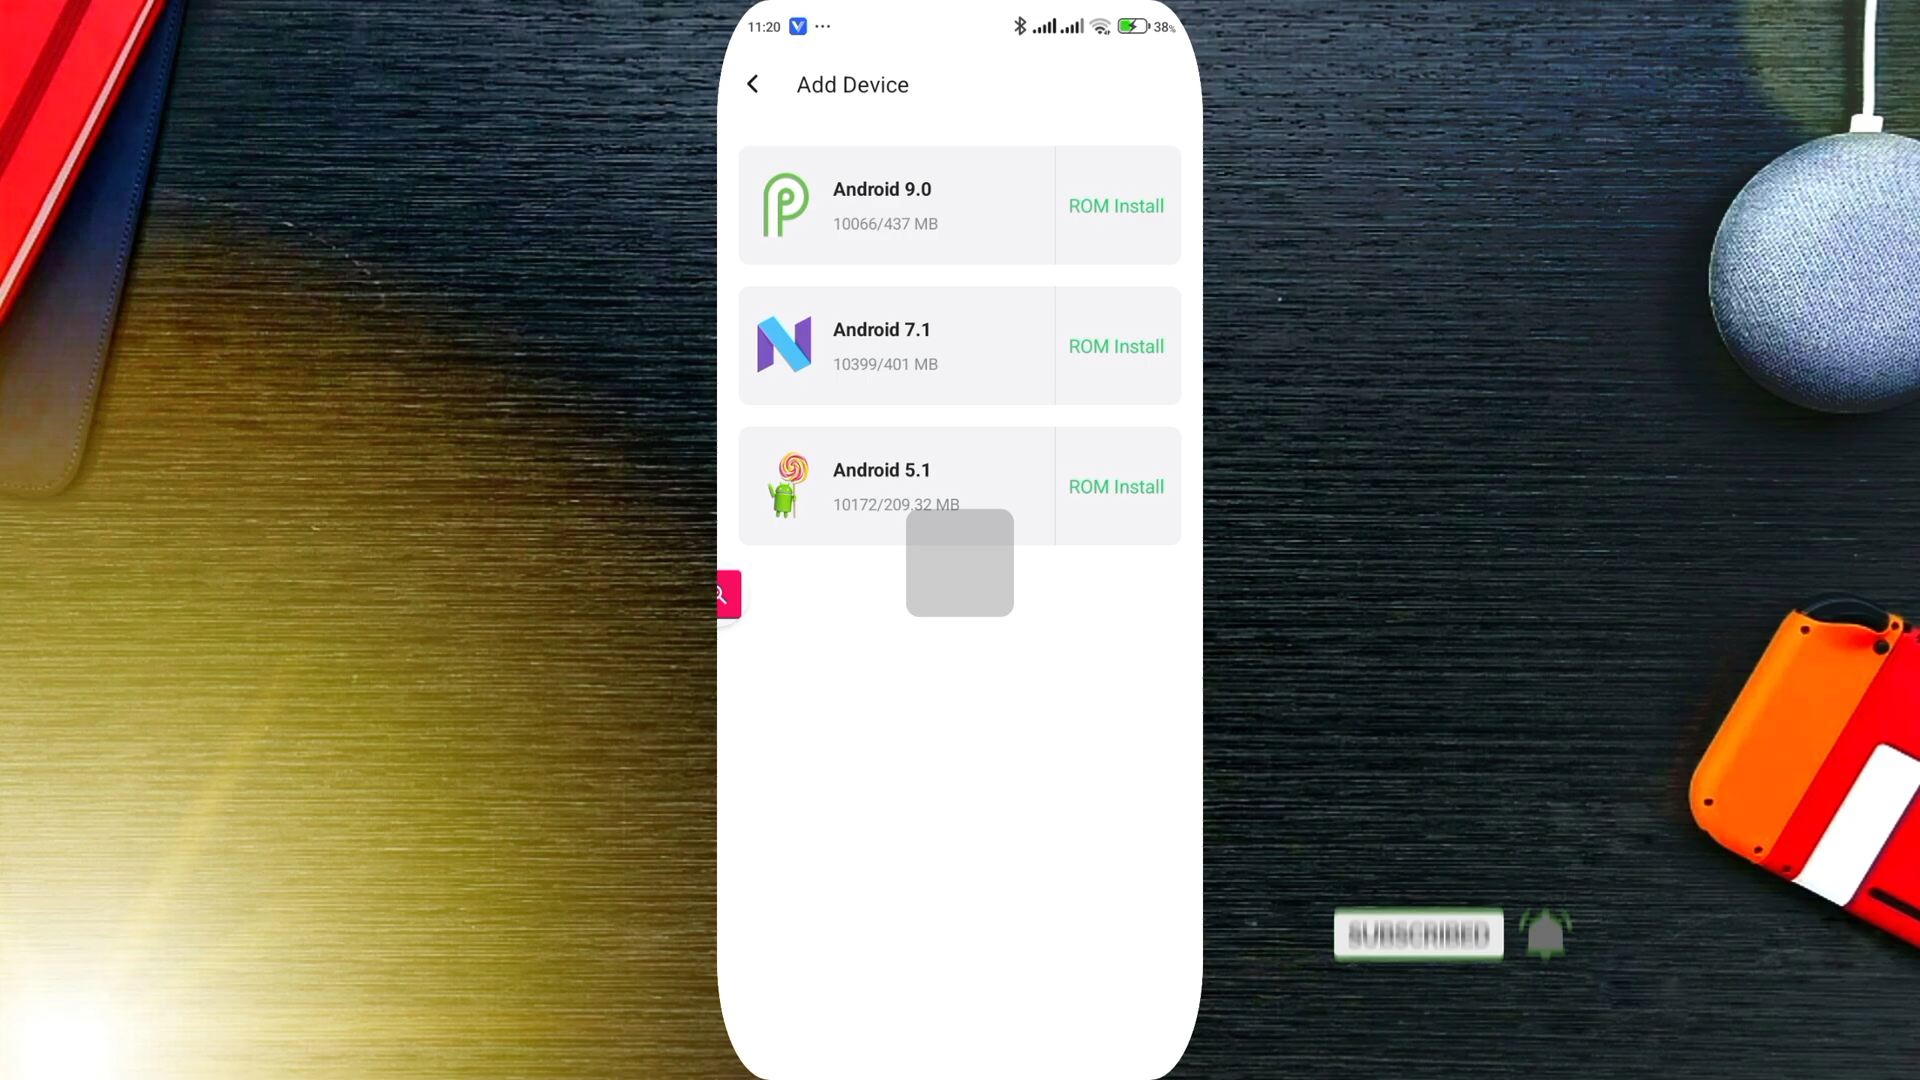 11:20
38%
Add Device
Android 9.0
10066/437 MB
ROM Install
Android 7.1
10399/401 MB
ROM Install
Android 5.1
10172/209.32 MB
ROM Install
SUBSCRIBED